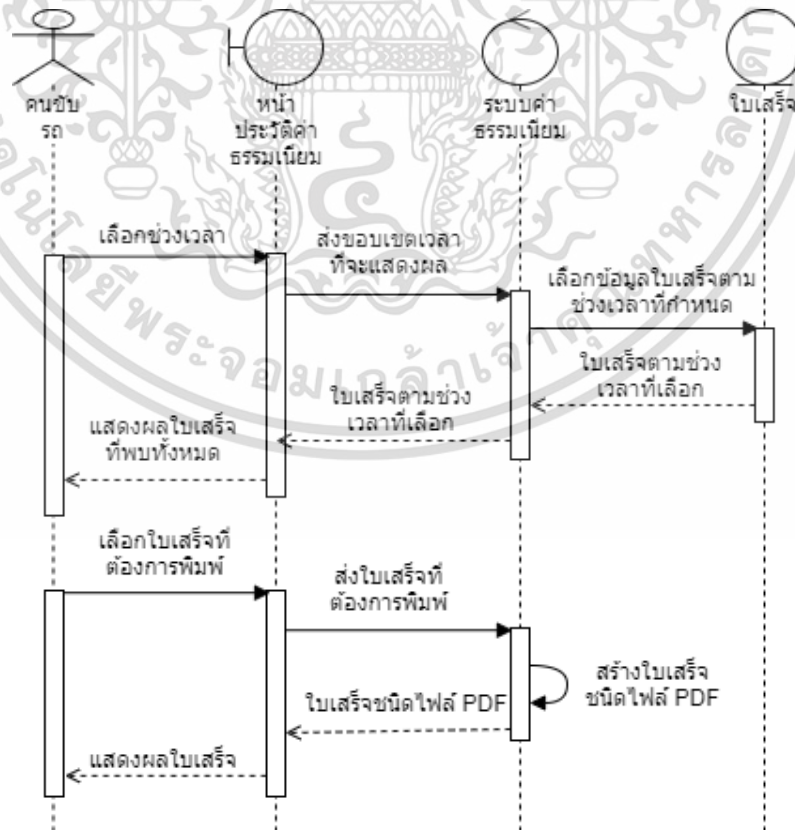 คนขับ
รถ
หน้า
ประวัติค่า
ธรรมเนียม
ระบบค่า
ธรรมเนียม
ใบเสร็จ
เลือกช่วงเวลา
ส่งขอบเขตเวลา
ที่จะแสดงผล
เลือกข้อมูลใบเสร็จตาม
ช่วงเวลาที่กำหนด
ใบเสร็จตามช่วง
เวลาที่เลือก
ใบเสร็จตามช่วง
เวลาที่เลือก
แสดงผลใบเสร็จ
ที่พบทั้งหมด
เลือกใบเสร็จที่
ต้องการพิมพ์
ส่งใบเสร็จที่
ต้องการพิมพ์
สร้างใบเสร็จ
ชนิดไฟล์ PDF
ใบเสร็จชนิดไฟล์ PDF
แสดงผลใบเสร็จ